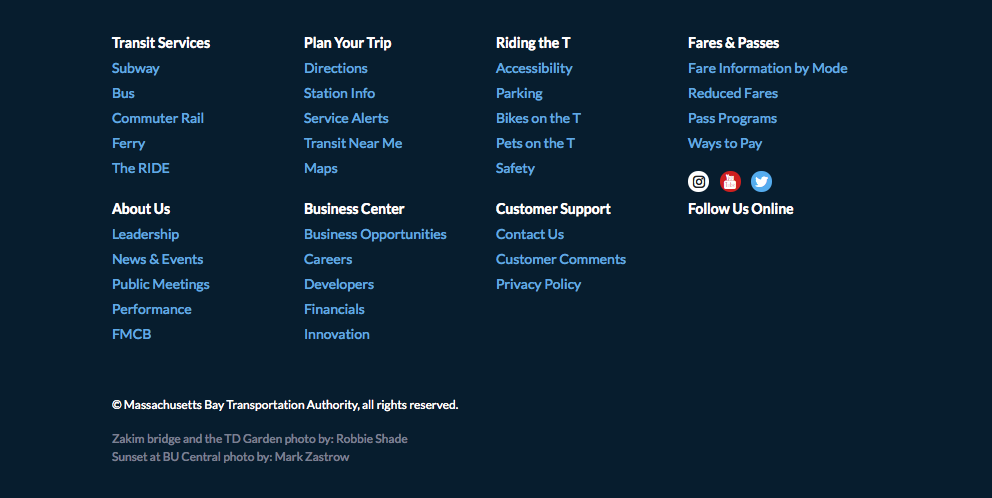 Transit Services
Subway
Bus
Commuter Rail
Ferry
The RIDE
Plan Your Trip
Directions
Station Info
Service Alerts
Transit Near Me
Maps
Riding the T
Accessibility
Parking
Bikes on the T
Pets on the T
Safety
Fares & Passes
Fare Information by Mode
Reduced Fares
Pass Programs
Ways to Pay
About Us
Leadership
News & Events
Public Meetings
Performance
FMCB
Business Center
Business Opportunities
Careers
Developers
Financials
Innovation
Customer Support
Contact Us
Customer Comments
Privacy Policy
Follow Us Online
© Massachusetts Bay Transportation Authority, all rights reserved.
Zakim bridge and the TD Garden photo by: Robbie Shade
Sunset at BU Central photo by: Mark Zastrow